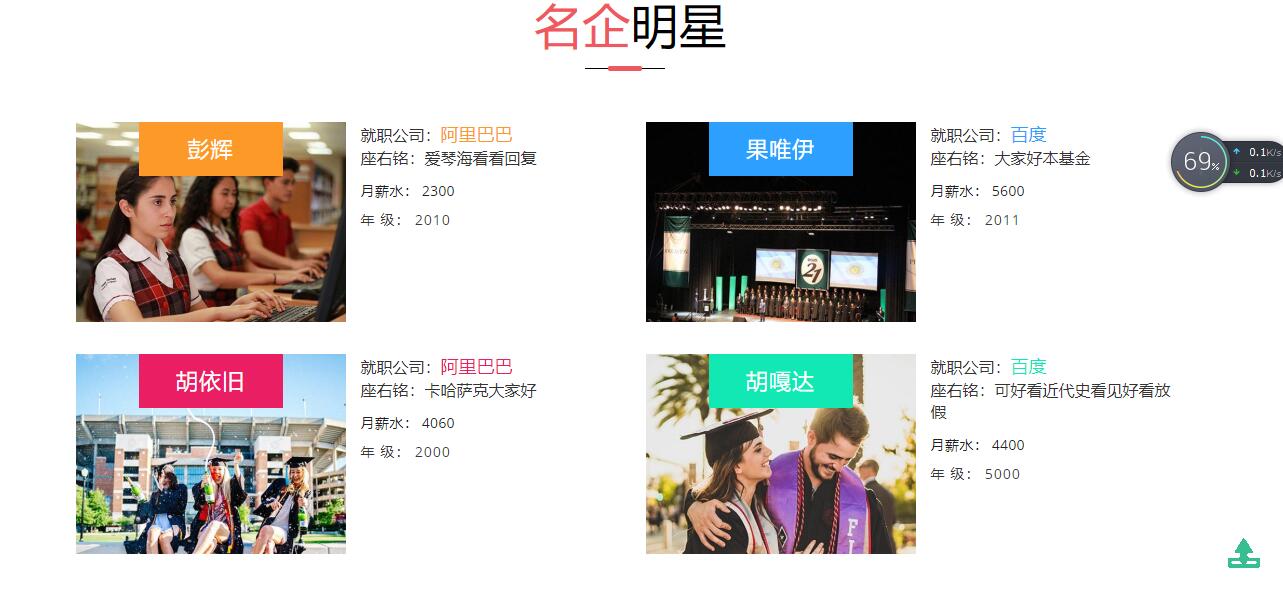 名企明星
彭辉
就职公司：阿里巴巴
座右铭：爱琴海看看回复
月薪水： 2300
年 级： 2010
果唯伊
就职公司：百度
座右铭：大家好本基金
月薪水： 5600
年 级： 2011
21
69%
0.1K/s
0.1K/s
胡依旧
就职公司：阿里巴巴
座右铭：卡哈萨克大家好
月薪水： 4060
年 级： 2000
胡嘎达
就职公司：百度
座右铭：可好看近代史看见好看放
假
月薪水： 4400
年 级： 5000